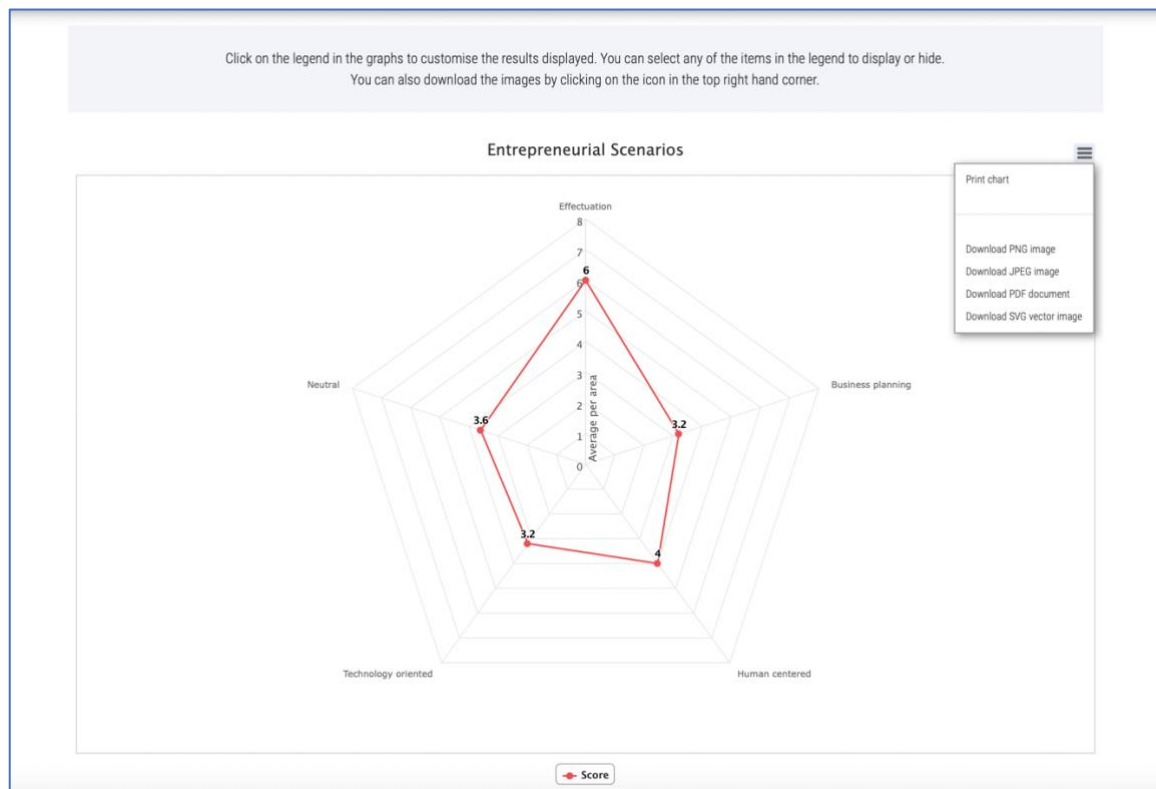 Click on the legend in the graphs to customise the results displayed. You can select any of the items in the legend to display or hide.
You can also download the images by clicking on the icon in the top right hand corner.
Entrepreneurial Scenarios
Print chart
Download PNG image
Download JPEG image
Download PDF document
Download SVG vector image
Effectuation
8
7
6
6
5
4
3
2
1
0
Average per area
Neutral
3.6
Business planning
3.2
3.2
4
Technology oriented
Human centered
Score